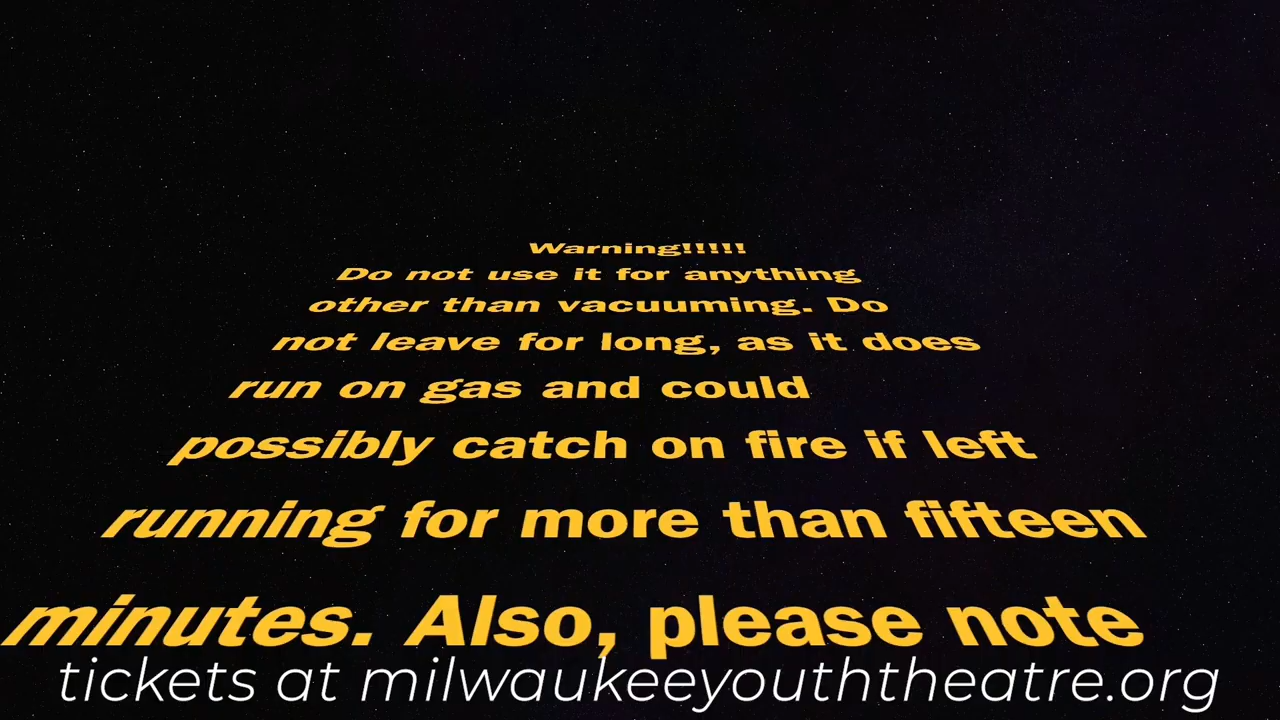 Warning!!!!!
Do not use it for anything
other than vacuuming. Do
not leave for long, as it does
run on gas and could
possibly catch on fire if left
running for more than fifteen
minutes. Also, please note
tickets at milwaukeeyouththeatre.org